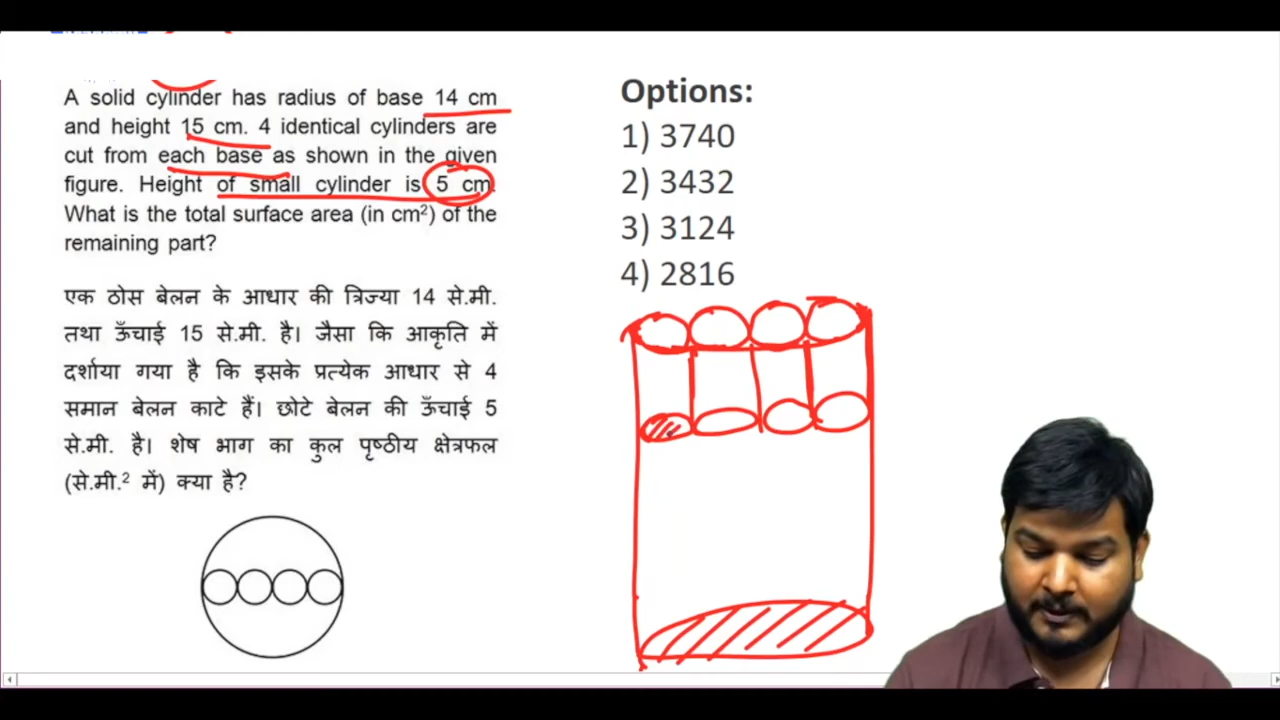 A solid cylinder has radius of base 14 cm
and height 15 cm. 4 identical cylinders are
cut from each base as shown in the given
figure. Height of small cylinder is 5 cm.
What is the total surface area (in cm²) of the
remaining part?
एक ठोस बेलन के आधार की त्रिज्या 14 से.मी.
तथा ऊँचाई 15 से.मी. है। जैसा कि आकृति में
दर्शाया गया है कि इसके प्रत्येक आधार से 4
समान बेलन काटे हैं। छोटे बेलन की ऊँचाई 5
से.मी. है। शेष भाग का कुल पृष्ठीय क्षेत्रफल
(से.मी.² में) क्या है?
Options:
1) 3740
2) 3432
3) 3124
4) 2816